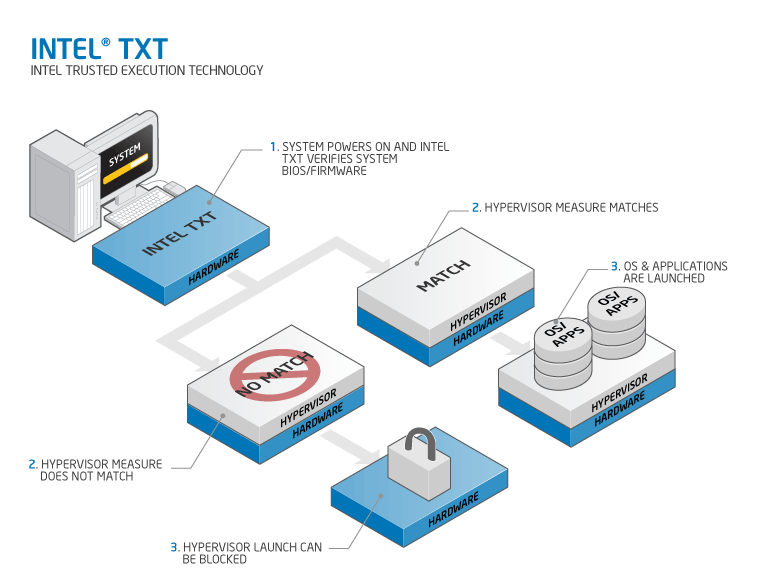 INTEL® TXT
INTEL TRUSTED EXECUTION TECHNOLOGY
SYSTEM
1. SYSTEM POWERS ON AND INTEL
TXT VERIFIES SYSTEM
BIOS/FIRMWARE
INTEL TXT
HARDWARE
2. HYPERVISOR MEASURE MATCHES
MATCH
HYPERVISOR
HARDWARE
3. OS & APPLICATIONS
ARE LAUNCHED
OS/
APPS
OS/
APPS
HYPERVISOR
HARDWARE
NO MATCH
HYPERVISOR
HARDWARE
2. HYPERVISOR MEASURE
DOES NOT MATCH
HARDWARE
3. HYPERVISOR LAUNCH CAN
BE BLOCKED